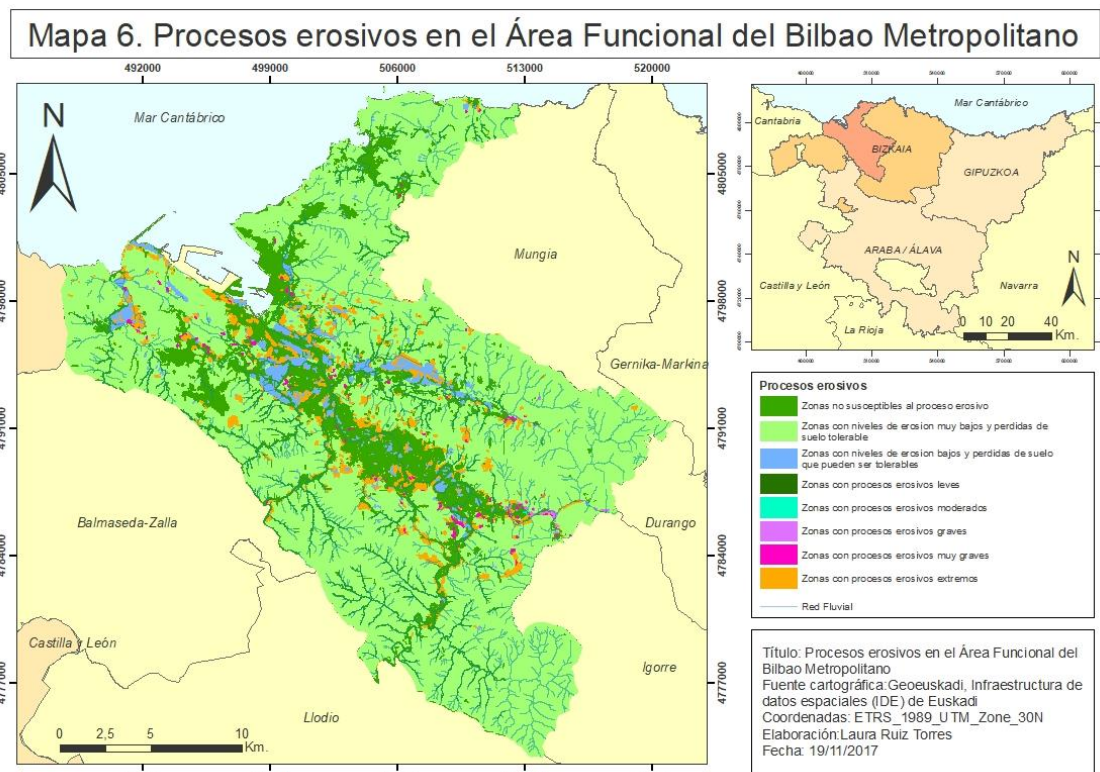 Mapa 6. Procesos erosivos en el Área Funcional del Bilbao Metropolitano
492000 499000 506000 513000 520000
N
Mar Cantábrico
4805000
4805000
Mungia
4798000
4798000
Gernika-Markina
4791000
4791000
Balmaseda-Zalla
Durango
4784000
4784000
Castilla y León
Igorre
4777000
4777000
Llodio
0 2,5 5 10
Km.
Mar Cantábrico
Cantabria
BIZKAIA
GIPUZKOA
ARABA / ÁLAVA
N
Castilla y León
Navarra
La Rioja
0 10 20 40
Km.
Procesos erosivos
Zonas no susceptibles al proceso erosivo
Zonas con niveles de erosion muy bajos y perdidas de
suelo tolerable
Zonas con niveles de erosion bajos y perdidas de suelo
que pueden ser tolerables
Zonas con procesos erosivos leves
Zonas con procesos erosivos moderados
Zonas con procesos erosivos graves
Zonas con procesos erosivos muy graves
Zonas con procesos erosivos extremos
Red Fluvial
Título: Procesos erosivos en el Área Funcional del
Bilbao Metropolitano
Fuente cartográfica:Geoeuskadi, Infraestructura de
datos espaciales (IDE) de Euskadi
Coordenadas: ETRS_1989_UTM_Zone_30N
Elaboración:Laura Ruiz Torres
Fecha: 19/11/2017